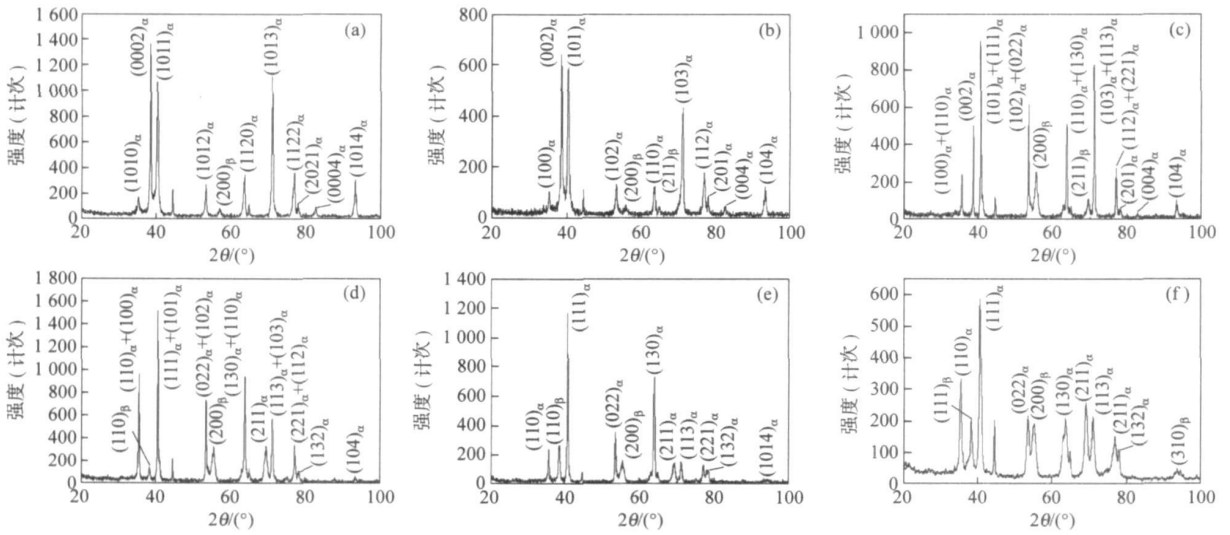 (a)
1 600
1 400
1 200
1 000
800
600
400
200
0
强度 ( 计次 )
(1010)α
(0002)α
(1011)α
(1012)α
(200)β
(1120)α
(1013)α
(1122)α
(2021)α
(0004)α
(1014)α
20 40 60 80 100
2θ/(°)
(b)
800
600
400
200
0
强度 ( 计次 )
(100)α
(002)α
(101)α
(102)α
(200)β
(110)α
(211)β
(103)α
(112)α
(201)α
(004)α
(104)α
20 40 60 80 100
2θ/(°)
(c)
1 000
800
600
400
200
0
强度 ( 计次 )
(100)α+(110)α
(002)α
(101)α+(111)α
(102)α+(022)α
(200)β
(211)β
(110)α+(130)α
(103)α+(113)α
(112)α+(221)α
(201)α
(004)α
(104)α
20 40 60 80 100
2θ/(°)
(d)
1 800
1 600
1 400
1 200
1 000
800
600
400
200
0
强度 ( 计次 )
(110)β
(110)α+(100)α
(111)α+(101)α
(022)α+(102)α
(200)β
(130)α+(110)α
(211)α
(113)α+(103)α
(221)α+(112)α
(132)α
(104)α
20 40 60 80 100
2θ/(°)
(e)
1 400
1 200
1 000
800
600
400
200
0
强度 ( 计次 )
(110)α
(110)β
(111)α
(022)α
(200)β
(130)α
(211)α
(113)α
(221)α
(132)α
(1014)α
20 40 60 80 100
2θ/(°)
(f)
600
500
400
300
200
100
0
强度 ( 计次 )
(111)β
(110)α
(111)α
(022)α
(200)β
(130)α
(211)α
(113)α
(211)α
(132)α
(310)β
20 40 60 80 100
2θ/(°)